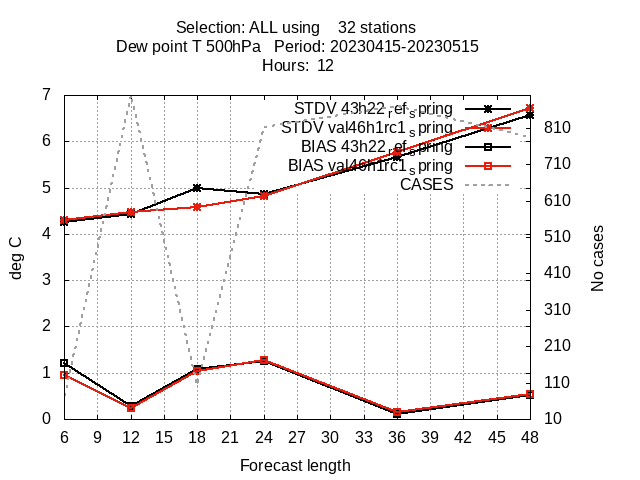 Selection: ALL using    32 stations
Dew point T 500hPa   Period: 20230415-20230515
Hours:  12
STDV 43h22_ref_spring
STDV val46h1rc1_spring
BIAS 43h22_ref_spring
BIAS val46h1rc1_spring
CASES
7
6
5
4
3
2
1
0
deg C
810
710
610
510
410
310
210
110
10
No cases
6 9 12 15 18 21 24 27 30 33 36 39 42 45 48
Forecast length